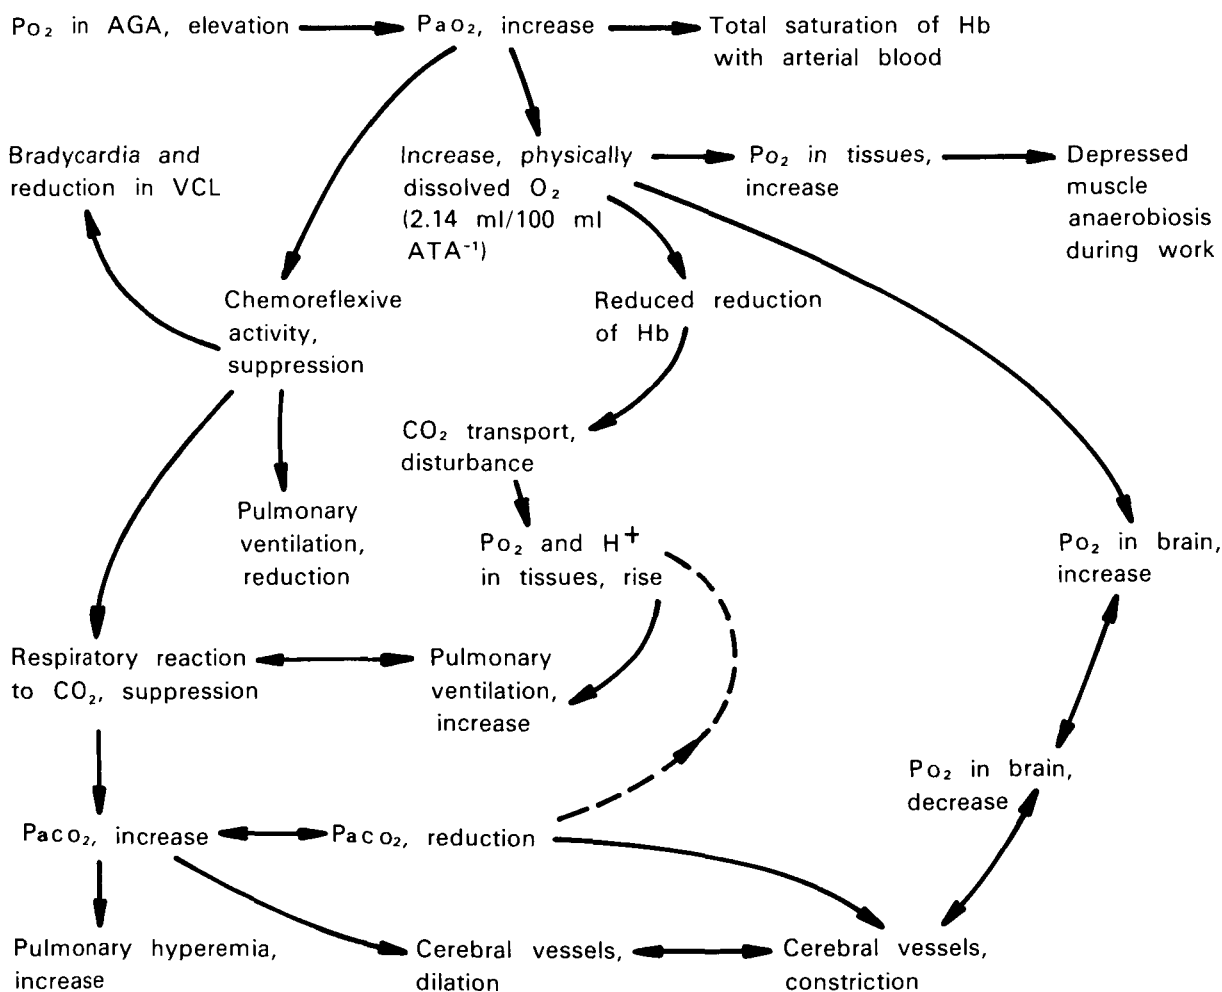 Po₂ in AGA, elevation
Pao₂, increase
Total saturation of Hb
with arterial blood
Bradycardia and
reduction in VCL
Increase, physically
dissolved O₂
(2.14 ml/100 ml
ATA⁻¹)
Po₂ in tissues,
increase
Depressed
muscle
anaerobiosis
during work
Chemoreflexive
activity,
suppression
Reduced reduction
of Hb
CO₂ transport,
disturbance
Pulmonary
ventilation,
reduction
Po₂ and H⁺
in tissues, rise
Po₂ in brain,
increase
Respiratory reaction
to CO₂, suppression
Pulmonary
ventilation,
increase
Po₂ in brain,
decrease
Paco₂, increase
Paco₂, reduction
Pulmonary hyperemia,
increase
Cerebral vessels,
dilation
Cerebral vessels,
constriction